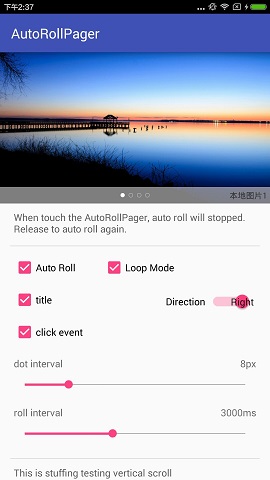 下午2:37
AutoRollPager
本地图片1
When touch the AutoRollPager, auto roll will stopped.
Release to auto roll again.
Auto Roll
Loop Mode
title
Direction
Right
click event
dot interval
8px
roll interval
3000ms
This is stuffing testing vertical scroll